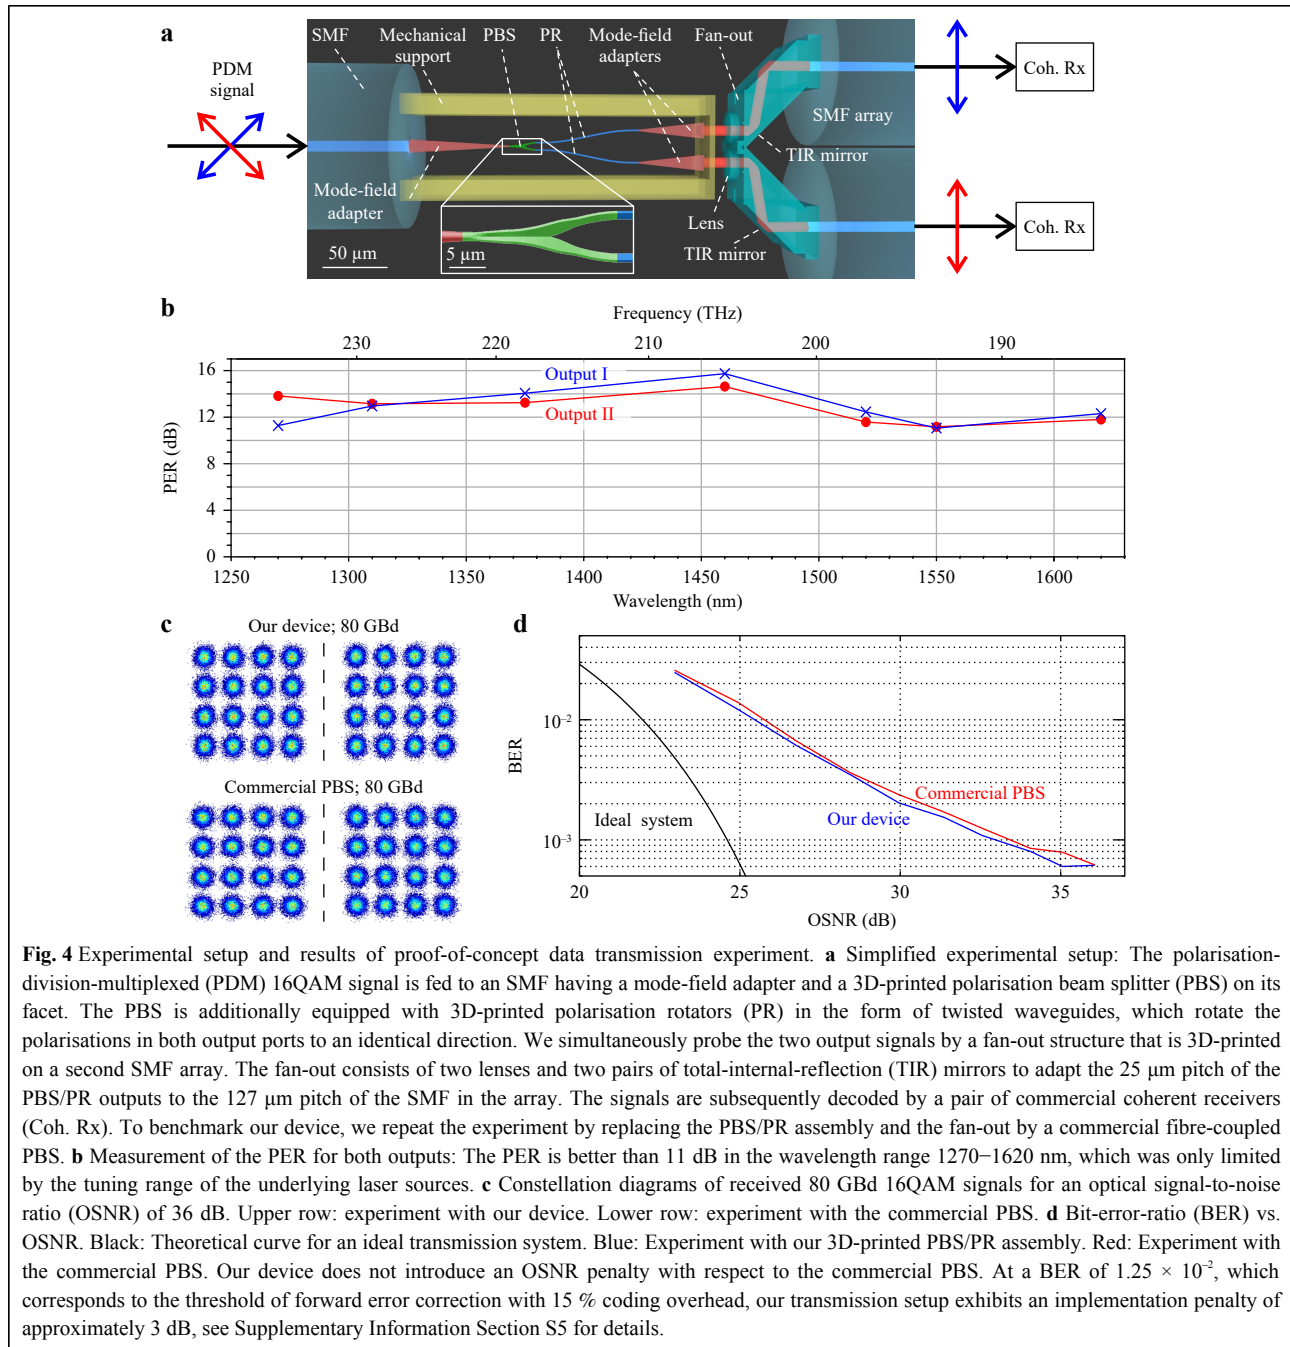 a
SMF
Mechanical support
PBS
PR
Mode-field adapters
Fan-out
PDM signal
Coh. Rx
SMF array
TIR mirror
Mode-field adapter
Lens
TIR mirror
Coh. Rx
50 µm
5 µm
b
Frequency (THz)
230 220 210 200 190
16
12
8
4
0
PER (dB)
Output I
Output II
1250 1300 1350 1400 1450 1500 1550 1600
Wavelength (nm)
c
Our device; 80 GBd
Commercial PBS; 80 GBd
d
10⁻²
10⁻³
BER
Ideal system
Commercial PBS
Our device
20 25 30 35
OSNR (dB)
Fig. 4 Experimental setup and results of proof-of-concept data transmission experiment. a Simplified experimental setup: The polarisation-
division-multiplexed (PDM) 16QAM signal is fed to an SMF having a mode-field adapter and a 3D-printed polarisation beam splitter (PBS) on its
facet. The PBS is additionally equipped with 3D-printed polarisation rotators (PR) in the form of twisted waveguides, which rotate the
polarisations in both output ports to an identical direction. We simultaneously probe the two output signals by a fan-out structure that is 3D-printed
on a second SMF array. The fan-out consists of two lenses and two pairs of total-internal-reflection (TIR) mirrors to adapt the 25 µm pitch of the
PBS/PR outputs to the 127 µm pitch of the SMF in the array. The signals are subsequently decoded by a pair of commercial coherent receivers
(Coh. Rx). To benchmark our device, we repeat the experiment by replacing the PBS/PR assembly and the fan-out by a commercial fibre-coupled
PBS. b Measurement of the PER for both outputs: The PER is better than 11 dB in the wavelength range 1270−1620 nm, which was only limited
by the tuning range of the underlying laser sources. c Constellation diagrams of received 80 GBd 16QAM signals for an optical signal-to-noise
ratio (OSNR) of 36 dB. Upper row: experiment with our device. Lower row: experiment with the commercial PBS. d Bit-error-ratio (BER) vs.
OSNR. Black: Theoretical curve for an ideal transmission system. Blue: Experiment with our 3D-printed PBS/PR assembly. Red: Experiment with
the commercial PBS. Our device does not introduce an OSNR penalty with respect to the commercial PBS. At a BER of 1.25 × 10⁻², which
corresponds to the threshold of forward error correction with 15 % coding overhead, our transmission setup exhibits an implementation penalty of
approximately 3 dB, see Supplementary Information Section S5 for details.